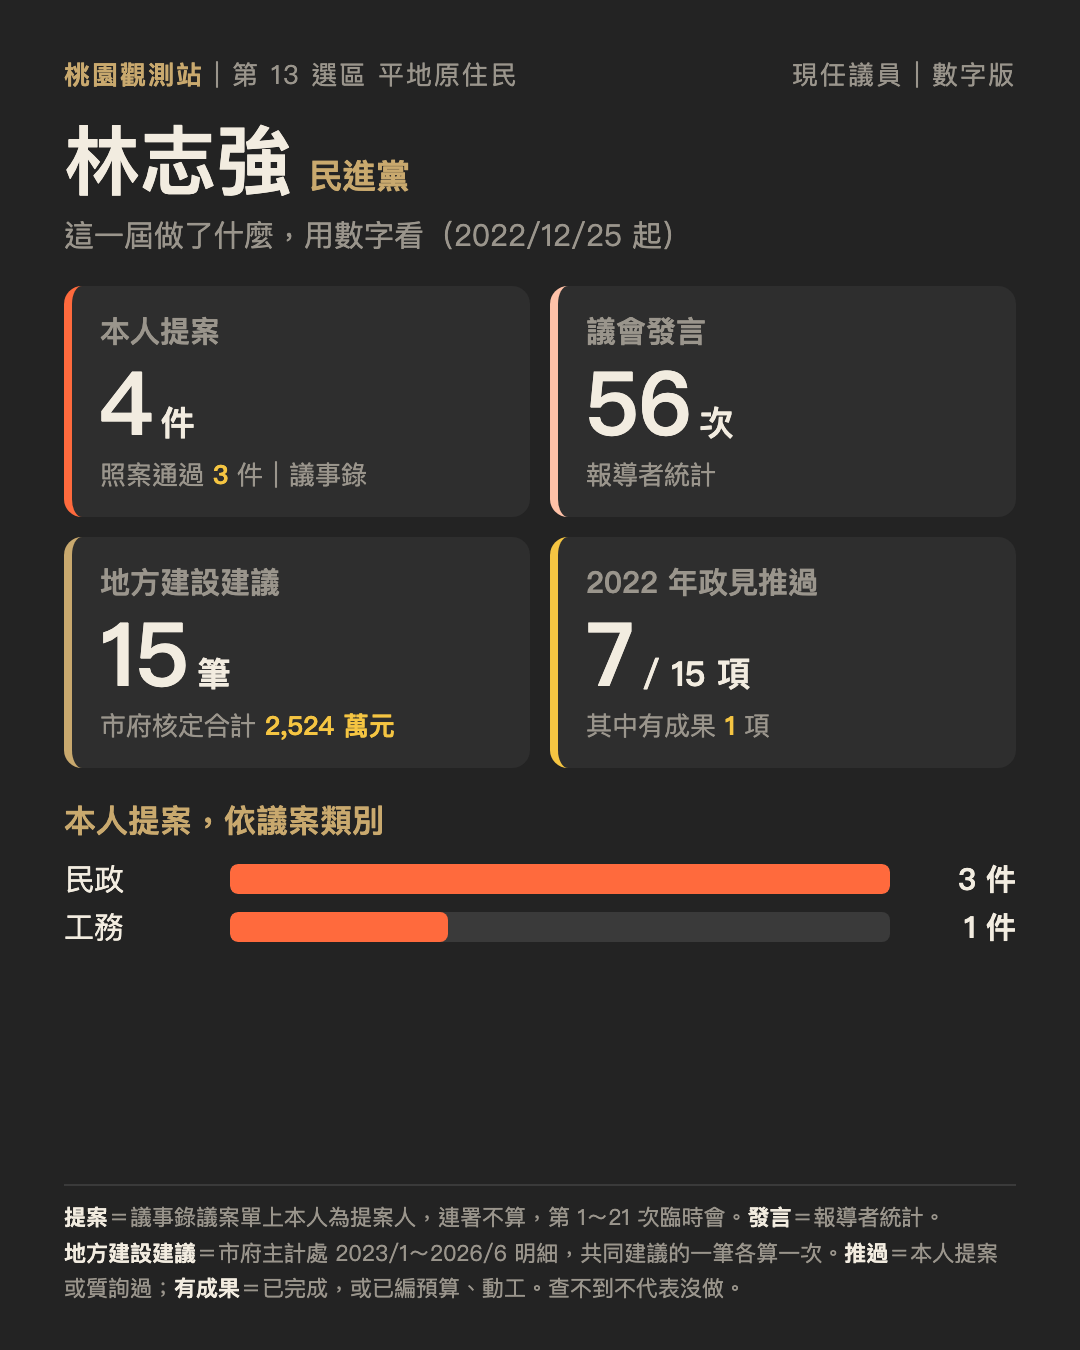 桃園觀測站｜第 13 選區 平地原住民
現任議員｜數字版
林志強 民進黨
這一屆做了什麼，用數字看（2022/12/25 起）
本人提案
4 件
照案通過 3 件｜議事錄
議會發言
56 次
報導者統計
地方建設建議
15 筆
市府核定合計 2,524 萬元
2022 年政見推過
7 / 15 項
其中有成果 1 項
本人提案，依議案類別
民政 3 件
工務 1 件
提案＝議事錄議案單上本人為提案人，連署不算，第 1～21 次臨時會。發言＝報導者統計。
地方建設建議＝市府主計處 2023/1～2026/6 明細，共同建議的一筆各算一次。推過＝本人提案
或質詢過；有成果＝已完成，或已編預算、動工。查不到不代表沒做。